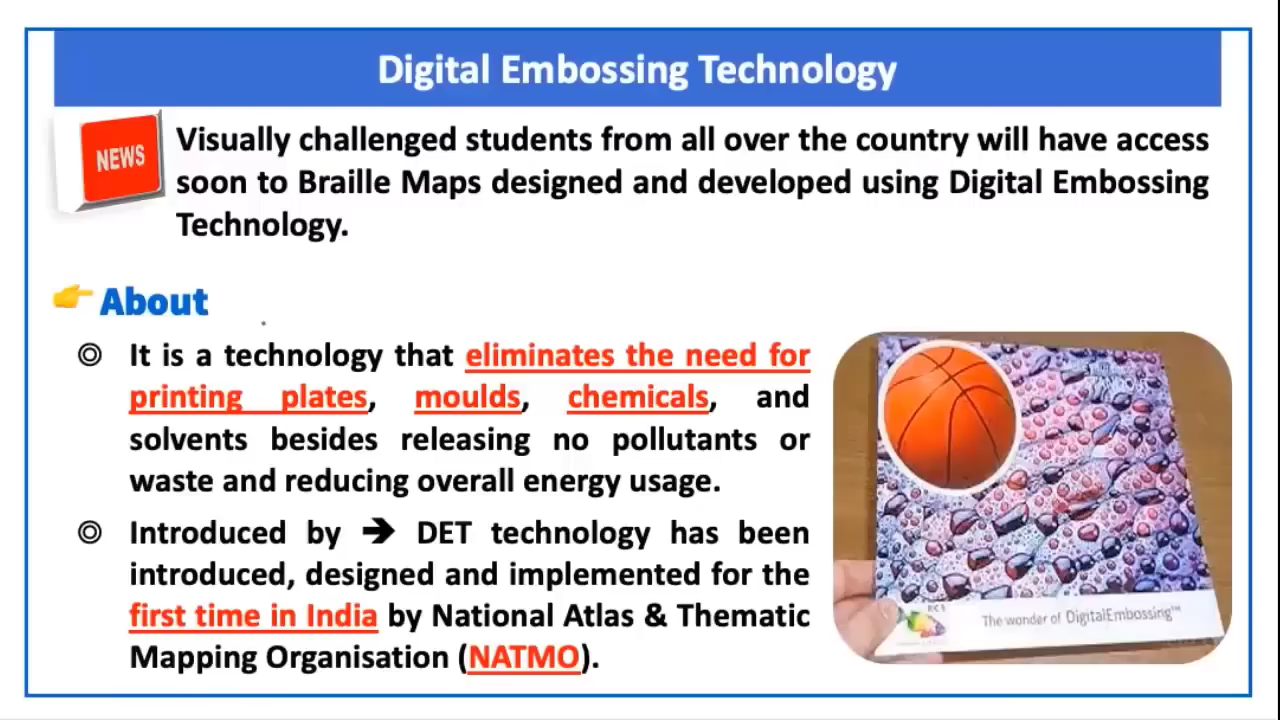 Digital Embossing Technology
NEWS
Visually challenged students from all over the country will have access
soon to Braille Maps designed and developed using Digital Embossing
Technology.
About
It is a technology that eliminates the need for
printing plates, moulds, chemicals, and
solvents besides releasing no pollutants or
waste and reducing overall energy usage.
Introduced by ➔ DET technology has been
introduced, designed and implemented for the
first time in India by National Atlas & Thematic
Mapping Organisation (NATMO).
The wonder of DigitalEmbossing™